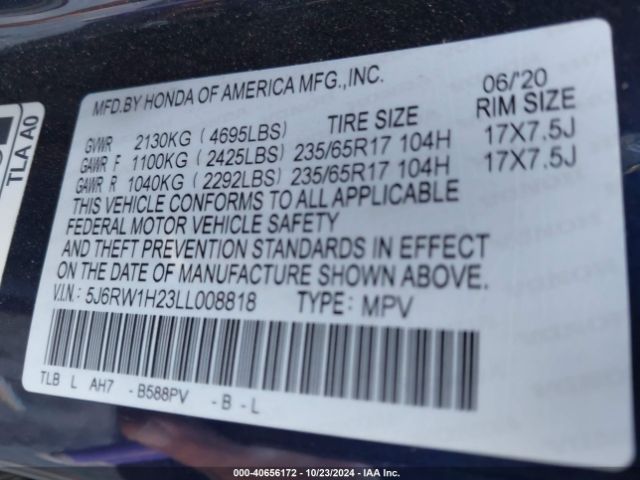 MFD.BY HONDA OF AMERICA MFG.,INC. 06/'20
TIRE SIZE RIM SIZE
GVWR 2130KG ( 4695LBS)
GAWR F 1100KG ( 2425LBS) 235/65R17 104H 17X7.5J
GAWR R 1040KG ( 2292LBS) 235/65R17 104H 17X7.5J
THIS VEHICLE CONFORMS TO ALL APPLICABLE
FEDERAL MOTOR VEHICLE SAFETY
AND THEFT PREVENTION STANDARDS IN EFFECT
ON THE DATE OF MANUFACTURE SHOWN ABOVE.
V.I.N.: 5J6RW1H23LL008818 TYPE: MPV
TLB L AH7 - B588PV - B - L
TLA A0
000-40656172 - 10/23/2024 - IAA Inc.